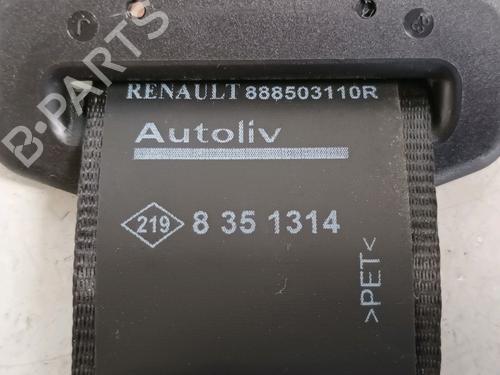 B-PARTS
RENAULT 888503110R
Autoliv
219 8 35 1314
>PET<